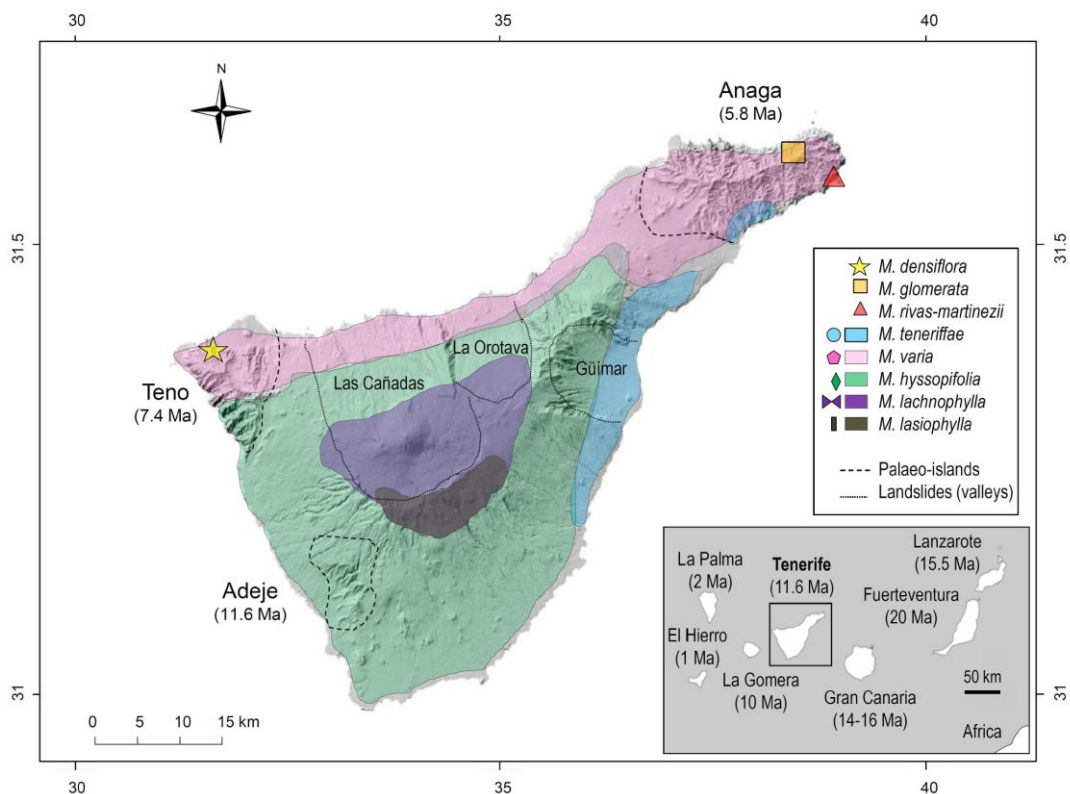 30 35 40
N
Anaga
(5.8 Ma)
31.5 31.5
M. densiflora
M. glomerata
M. rivas-martinezii
M. teneriffae
M. varia
M. hyssopifolia
M. lachnophylla
M. lasiophylla
Palaeo-islands
Landslides (valleys)
La Orotava
Las Cañadas
Güímar
Teno
(7.4 Ma)
Adeje
(11.6 Ma)
Lanzarote
(15.5 Ma)
La Palma
(2 Ma)
Tenerife
(11.6 Ma)
Fuerteventura
(20 Ma)
El Hierro
(1 Ma)
La Gomera
(10 Ma)
Gran Canaria
(14-16 Ma)
50 km
Africa
31 31
0 5 10 15 km
30 35 40